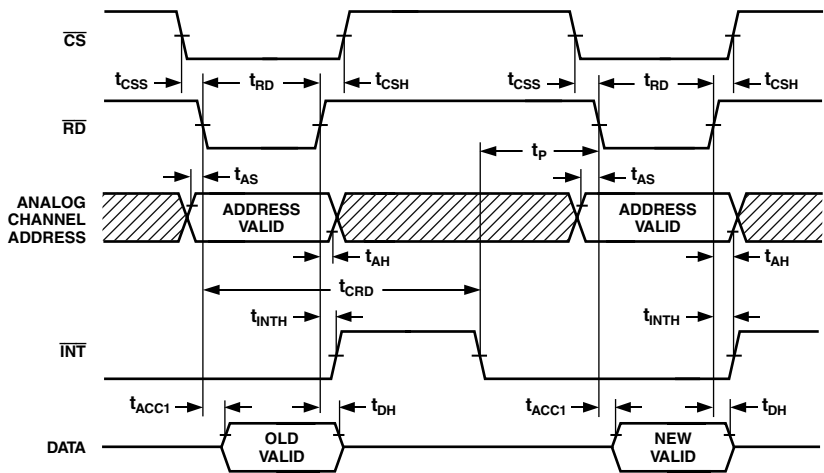 CS
tCSS
tRD
tCSH
tCSS
tRD
tCSH
RD
tP
tAS
tAS
ANALOG
CHANNEL
ADDRESS
ADDRESS
VALID
ADDRESS
VALID
tAH
tAH
tCRD
tINTH
tINTH
INT
tACC1
tDH
tACC1
tDH
DATA
OLD
VALID
NEW
VALID